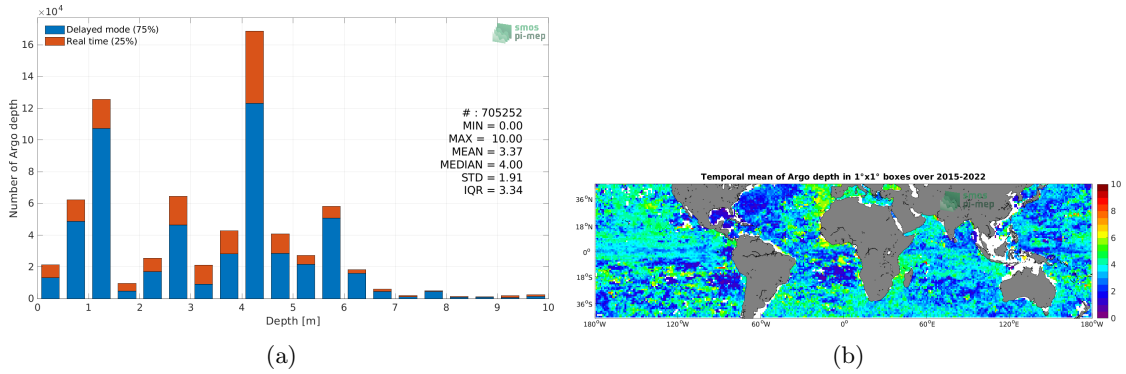 ×10⁴
Delayed mode (75%)
Real time (25%)
smos
pi-mep
16
14
12
10
8
6
4
2
0
Number of Argo depth
# : 705252
MIN = 0.00
MAX = 10.00
MEAN = 3.37
MEDIAN = 4.00
STD = 1.91
IQR = 3.34
0 1 2 3 4 5 6 7 8 9 10
Depth [m]
(a)
Temporal mean of Argo depth in 1°x1° boxes over 2015-2022
smos
pi-mep
36°N
18°N
0°
18°S
36°S
180°W 120°W 60°W 0° 60°E 120°E 180°W
10
8
6
4
2
0
(b)